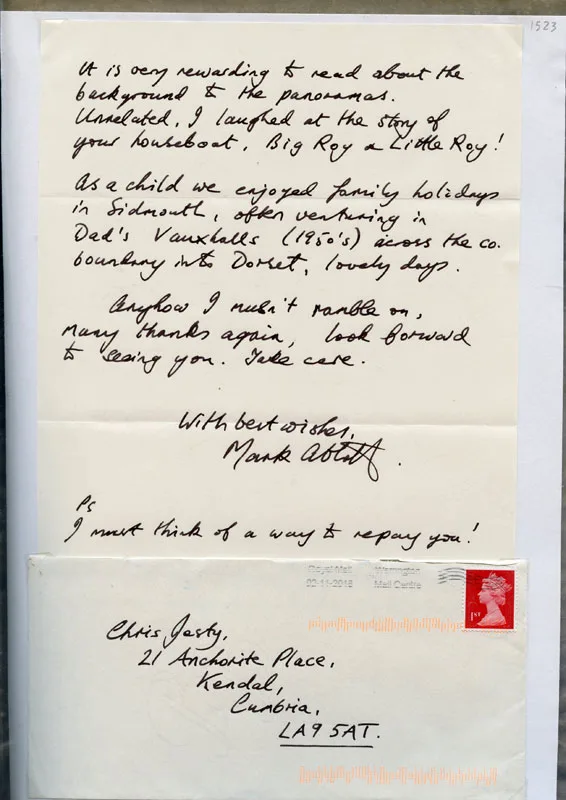 1523
It is very rewarding to read about the
background to the panoramas.
Unrelated, I laughed at the story of
your houseboat, Big Roy & Little Roy!
As a child we enjoyed family holidays
in Sidmouth, often venturing in
Dad's Vauxhalls (1950's) across the co.
boundary into Dorset, lovely days.
Anyhow I musn't ramble on,
many thanks again, look forward
to seeing you. Take care.
With best wishes,
Mark Abbott.
Ps
I must think of a way to repay you!
Royal Mail Warrington
Mail Centre
1ST
Chris Jesty,
21 Anchorite Place,
Kendal,
Cumbria,
LA9 5AT.